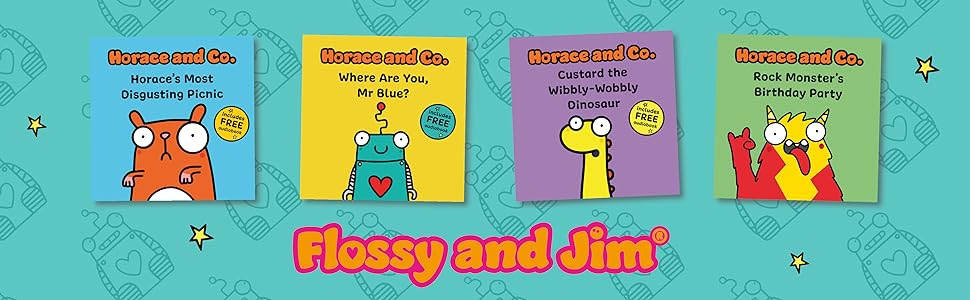 Horace and Co.
Horace's Most
Disgusting Picnic
Includes
FREE
audiobook
Horace and Co.
Where Are You,
Mr Blue?
Includes
FREE
audiobook
Horace and Co.
Custard the
Wibbly-Wobbly
Dinosaur
Includes
FREE
audiobook
Horace and Co.
Rock Monster's
Birthday Party
Flossy and Jim®